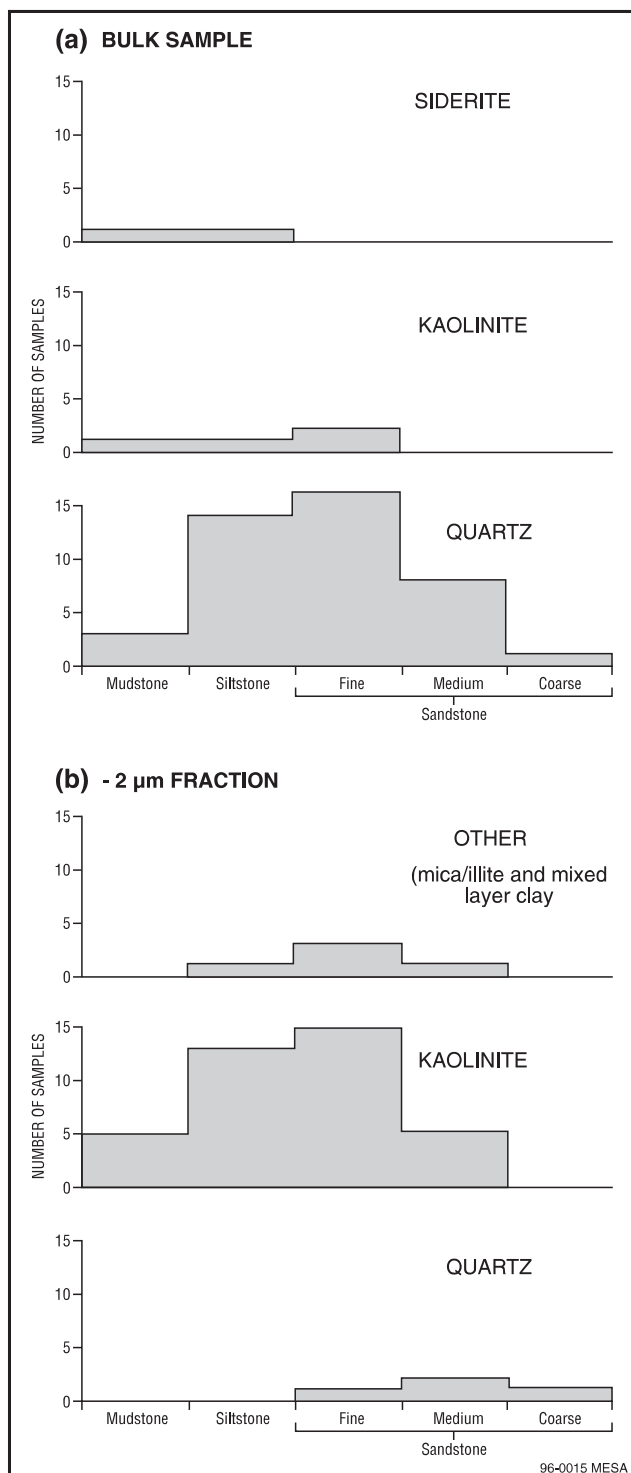 (a) BULK SAMPLE
15
10
5
0
SIDERITE
NUMBER OF SAMPLES
15
10
5
0
KAOLINITE
15
10
5
0
QUARTZ
Mudstone Siltstone Fine Medium Coarse
Sandstone
(b) - 2 µm FRACTION
15
10
5
0
OTHER
(mica/illite and mixed
layer clay
NUMBER OF SAMPLES
15
10
5
0
KAOLINITE
15
10
5
0
QUARTZ
Mudstone Siltstone Fine Medium Coarse
Sandstone
96-0015 MESA